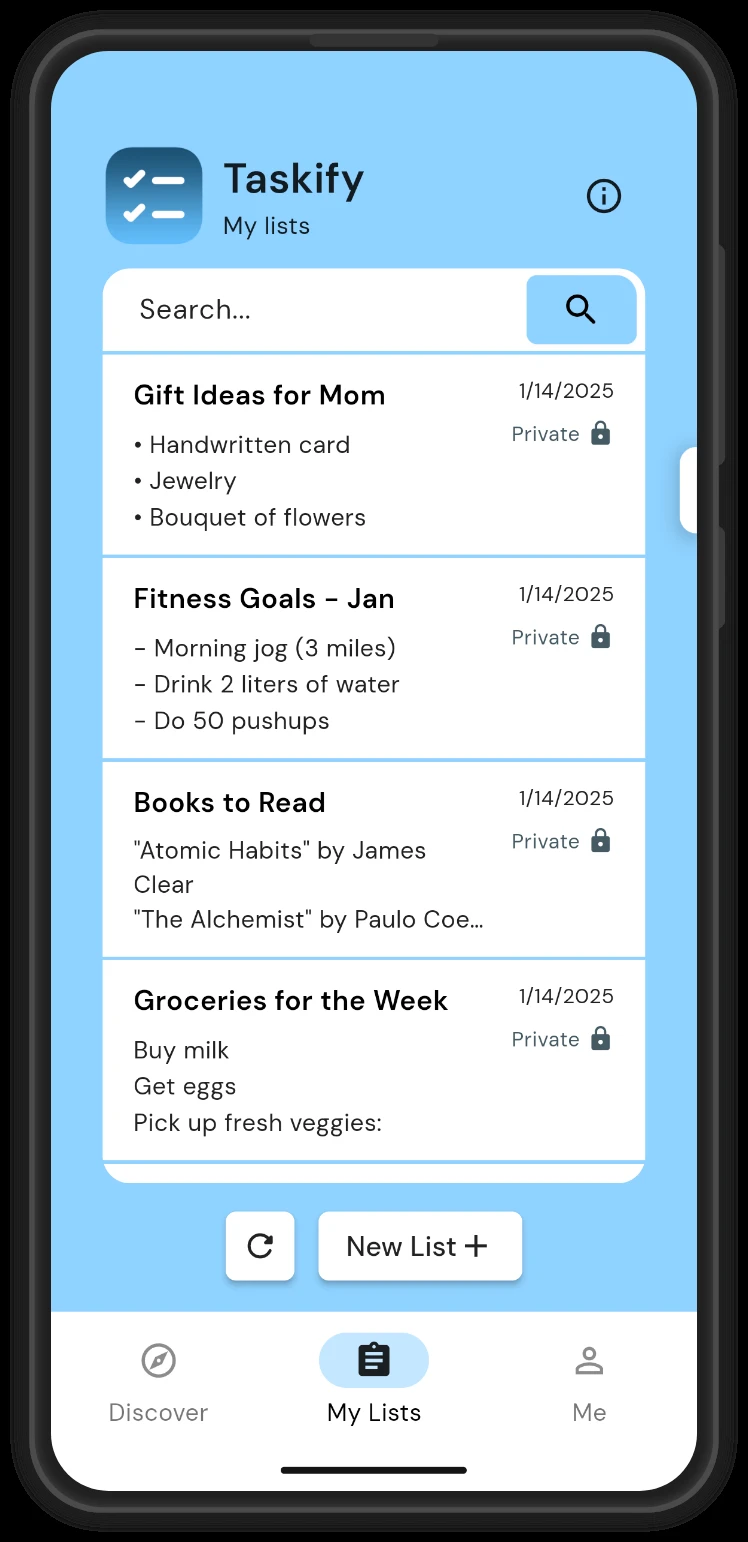 Taskify
My lists
Search...
Gift Ideas for Mom
1/14/2025
Private
• Handwritten card
• Jewelry
• Bouquet of flowers
Fitness Goals - Jan
1/14/2025
Private
- Morning jog (3 miles)
- Drink 2 liters of water
- Do 50 pushups
Books to Read
1/14/2025
Private
"Atomic Habits" by James
Clear
"The Alchemist" by Paulo Coe...
Groceries for the Week
1/14/2025
Private
Buy milk
Get eggs
Pick up fresh veggies:
New List +
Discover
My Lists
Me